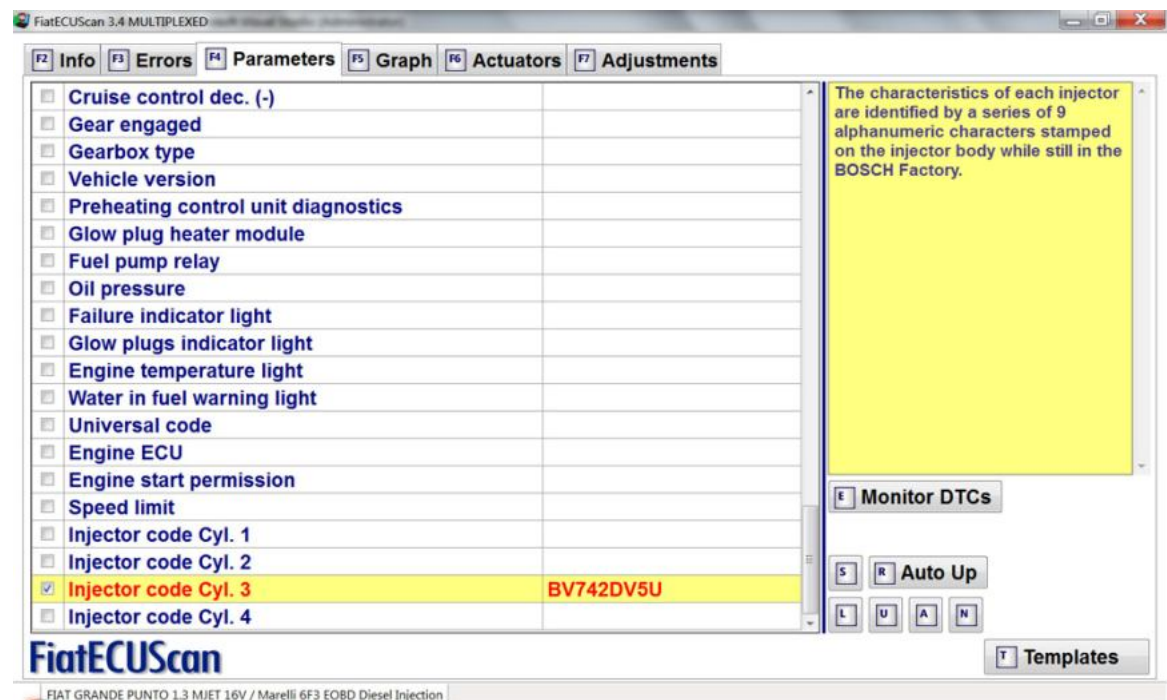 FiatECUScan 3.4 MULTIPLEXED
F2 Info F3 Errors F4 Parameters F5 Graph F6 Actuators F7 Adjustments
Cruise control dec. (-)
Gear engaged
Gearbox type
Vehicle version
Preheating control unit diagnostics
Glow plug heater module
Fuel pump relay
Oil pressure
Failure indicator light
Glow plugs indicator light
Engine temperature light
Water in fuel warning light
Universal code
Engine ECU
Engine start permission
Speed limit
Injector code Cyl. 1
Injector code Cyl. 2
Injector code Cyl. 3 BV742DV5U
Injector code Cyl. 4
The characteristics of each injector
are identified by a series of 9
alphanumeric characters stamped
on the injector body while still in the
BOSCH Factory.
E Monitor DTCs
S R Auto Up
L U A N
FiatECUScan
T Templates
FIAT GRANDE PUNTO 1.3 MJET 16V / Marelli 6F3 EOBD Diesel Injection